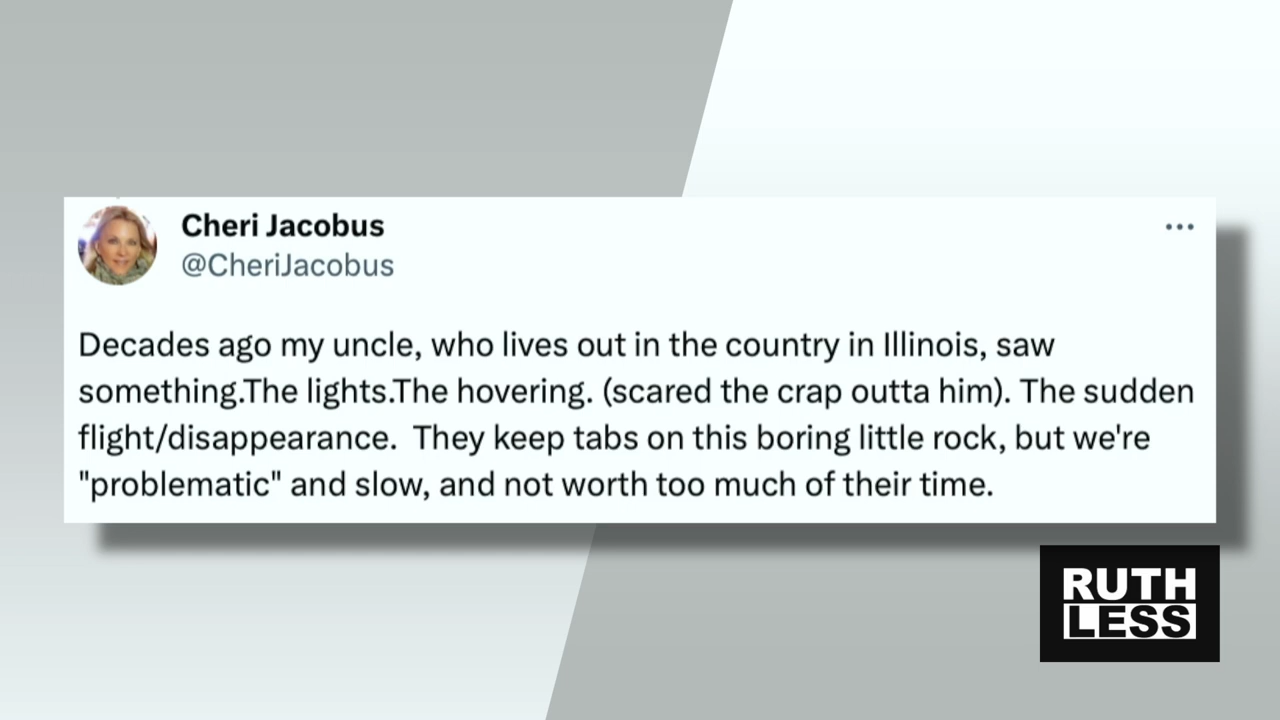 Cheri Jacobus
@CheriJacobus
Decades ago my uncle, who lives out in the country in Illinois, saw
something.The lights.The hovering. (scared the crap outta him). The sudden
flight/disappearance.  They keep tabs on this boring little rock, but we're
"problematic" and slow, and not worth too much of their time.
RUTH
LESS